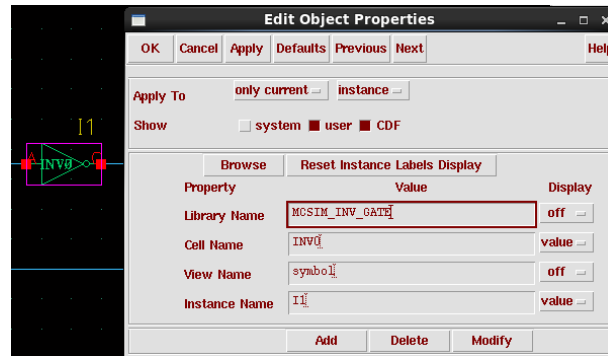 Edit Object Properties
OK Cancel Apply Defaults Previous Next Help
Apply To only current instance
Show system user CDF
Browse Reset Instance Labels Display
Property Value Display
Library Name MCSIM_INV_GATE off
Cell Name INV0 value
View Name symbol off
Instance Name I1 value
Add Delete Modify
I1
A INV0 C